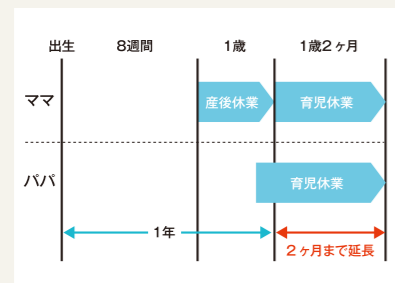 出生 8週間 1歳 1歳2ヶ月
ママ 産後休業 育児休業
パパ 育児休業
1年
2ヶ月まで延長